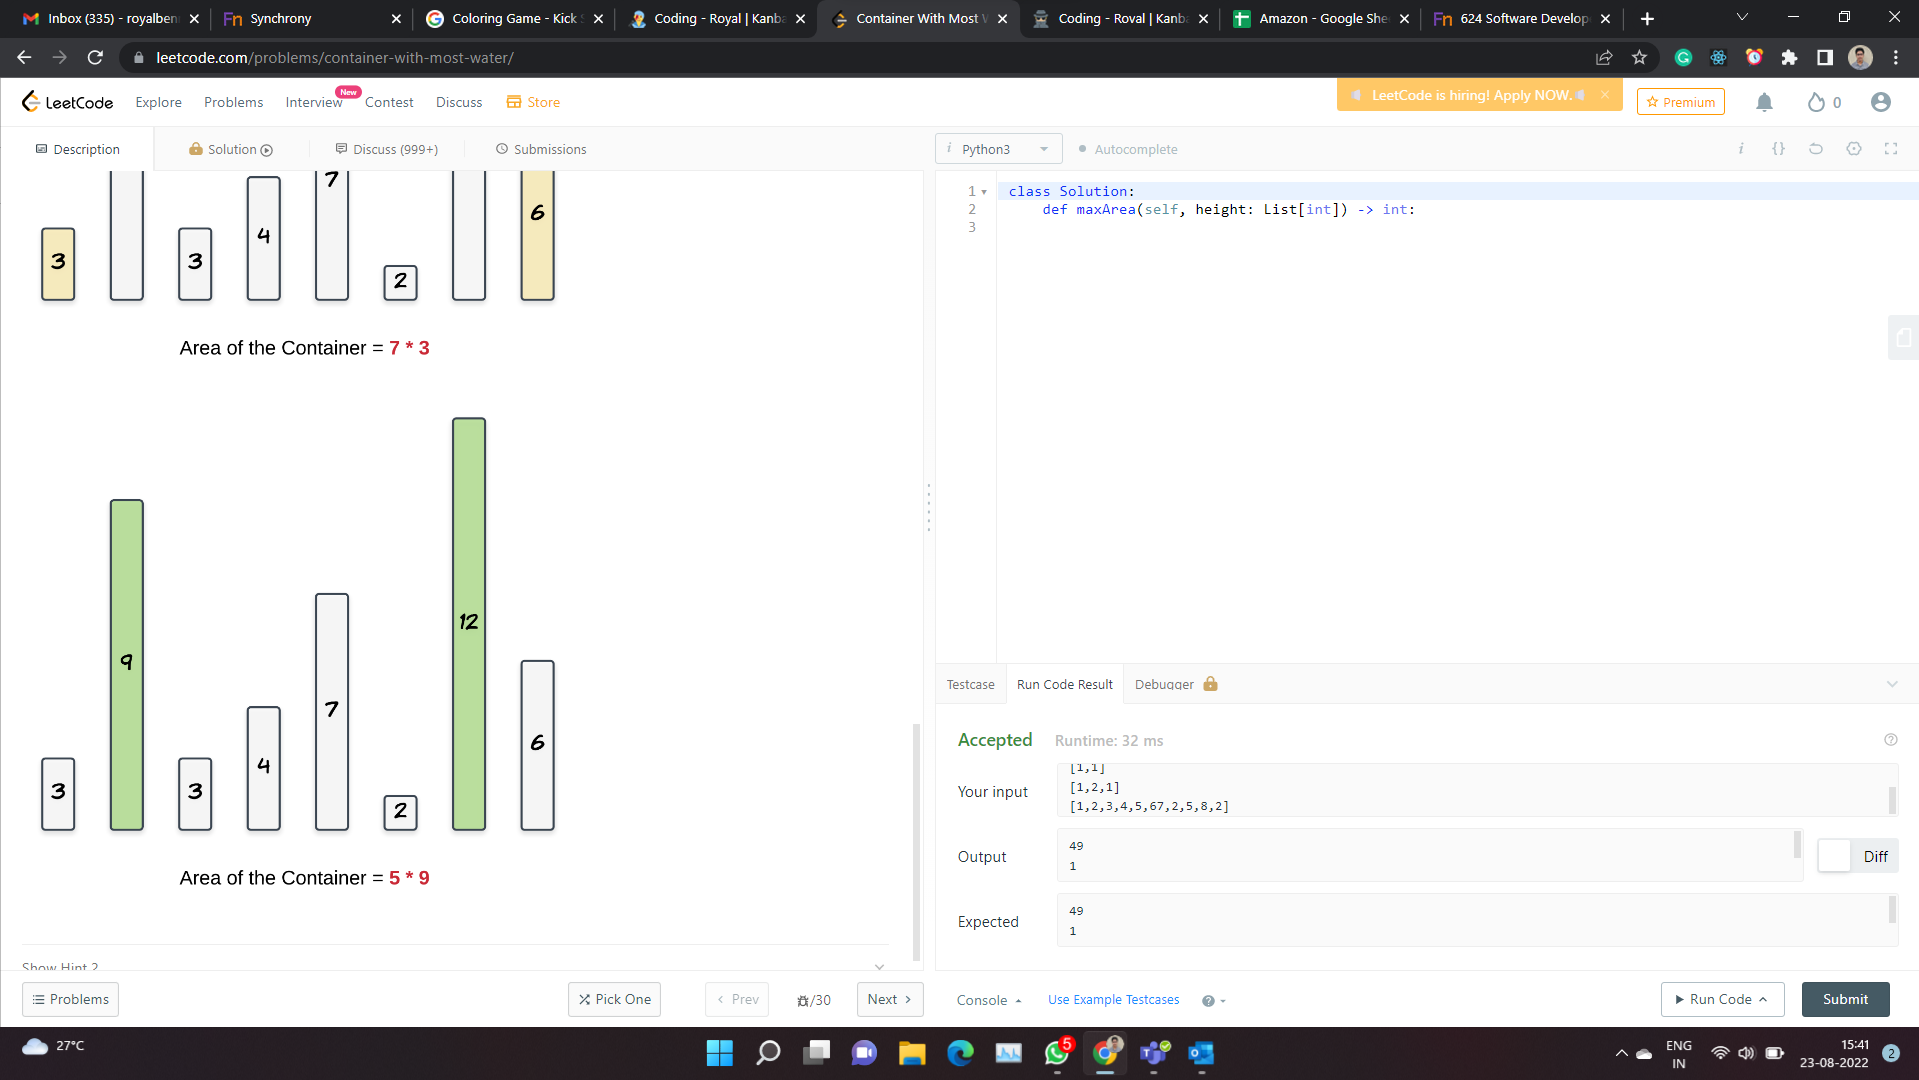 Inbox (335) - royalben
Synchrony
Coloring Game - Kick S
Coding - Royal | Kanba
Container With Most W
Coding - Royal | Kanba
Amazon - Google She
624 Software Develop
leetcode.com/problems/container-with-most-water/
LeetCode
Explore
Problems
Interview
New
Contest
Discuss
Store
LeetCode is hiring! Apply NOW.
Premium
0
Description
Solution
Discuss (999+)
Submissions
Python3
Autocomplete
3
3
4
7
2
6
Area of the Container = 7 * 3
3
9
3
4
7
2
12
6
Area of the Container = 5 * 9
Show Hint 2
1 class Solution:
2 def maxArea(self, height: List[int]) -> int:
3
Testcase
Run Code Result
Debugger
Accepted
Runtime: 32 ms
Your input
[1,1]
[1,2,1]
[1,2,3,4,5,67,2,5,8,2]
Output
49
1
Diff
Expected
49
1
Problems
Pick One
Prev
/30
Next
Console
Use Example Testcases
Run Code
Submit
27°C
5
ENG
IN
15:41
23-08-2022
2